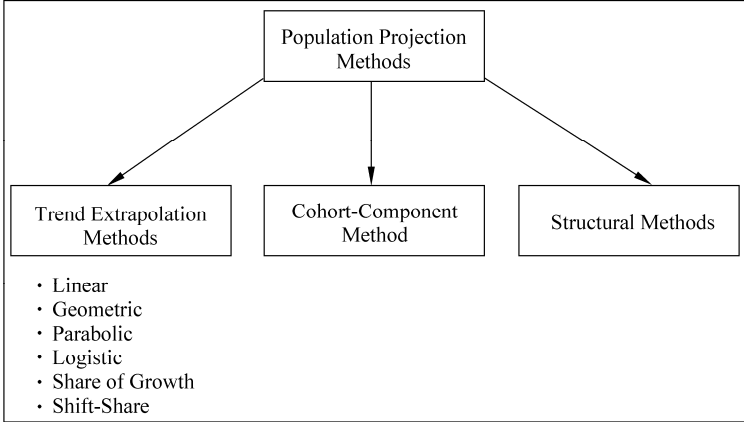 Population Projection
Methods
Trend Extrapolation
Methods
Cohort-Component
Method
Structural Methods
· Linear
· Geometric
· Parabolic
· Logistic
· Share of Growth
· Shift-Share